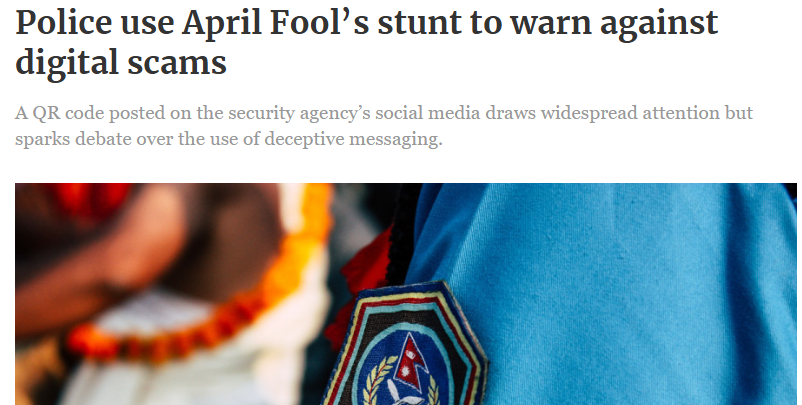 Police use April Fool’s stunt to warn against
digital scams
A QR code posted on the security agency’s social media draws widespread attention but
sparks debate over the use of deceptive messaging.